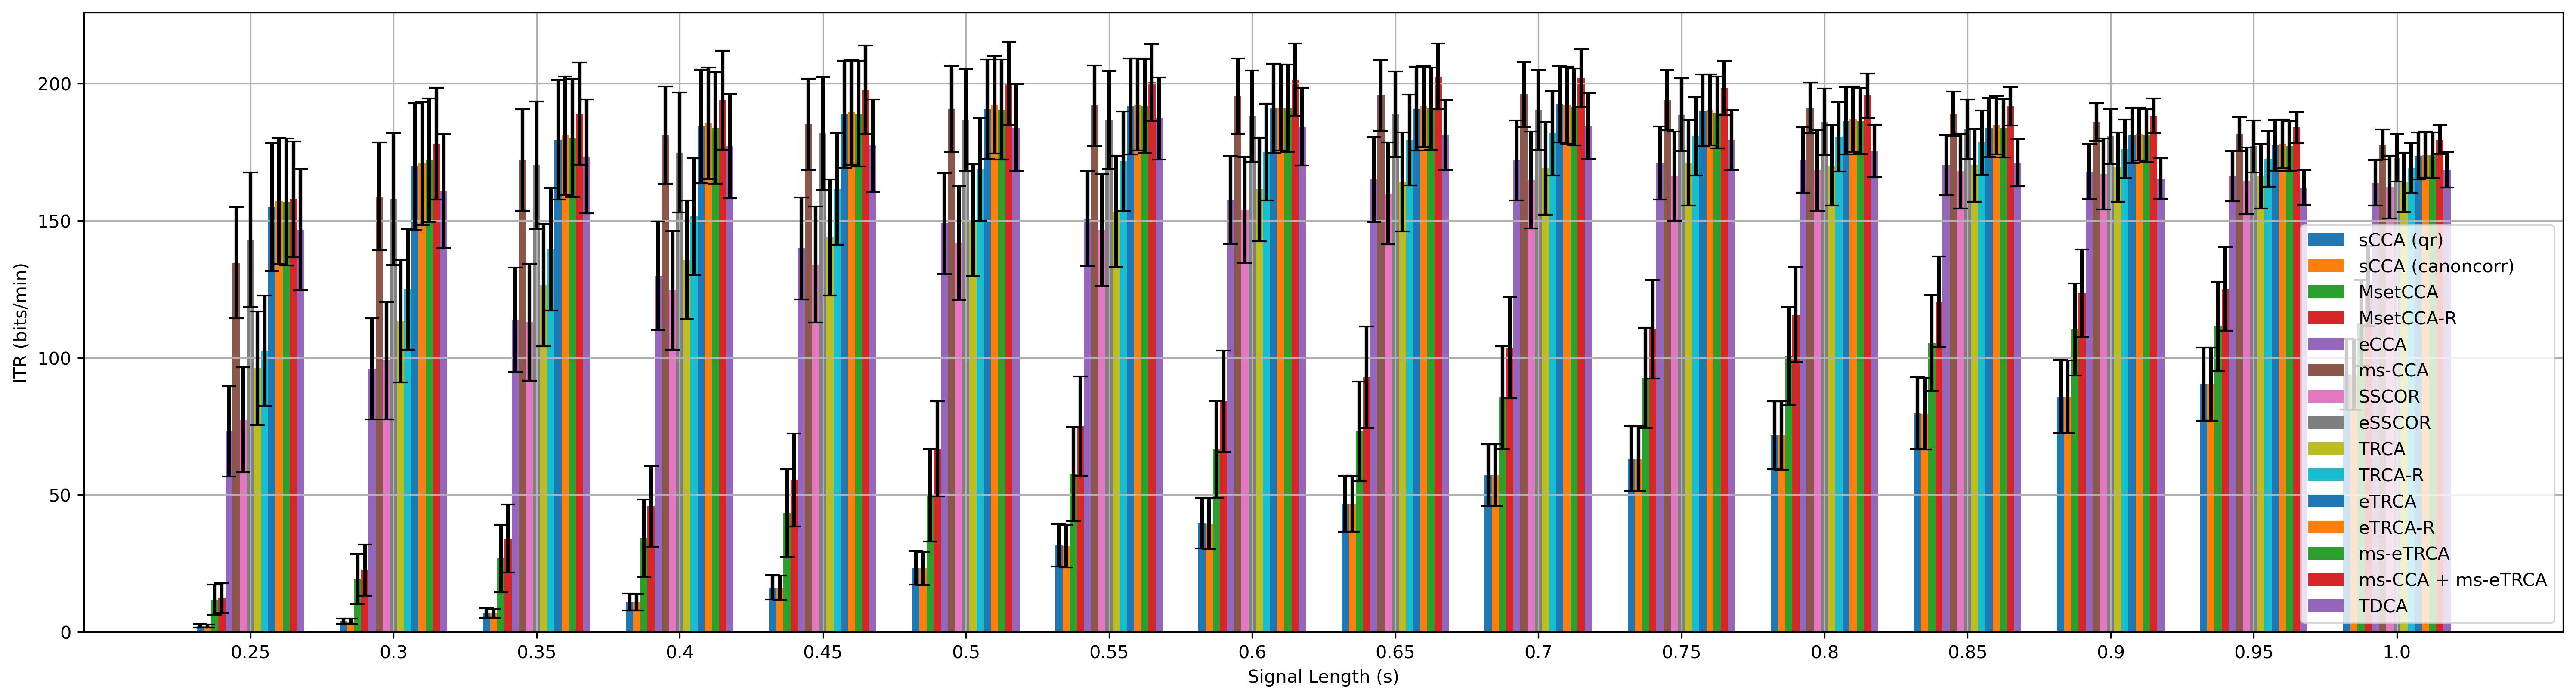 ITR (bits/min)
200
150
100
50
0
0.25 0.3 0.35 0.4 0.45 0.5 0.55 0.6 0.65 0.7 0.75 0.8 0.85 0.9 0.95 1.0
Signal Length (s)
sCCA (qr)
sCCA (canoncorr)
MsetCCA
MsetCCA-R
eCCA
ms-CCA
SSCOR
eSSCOR
TRCA
TRCA-R
eTRCA
eTRCA-R
ms-eTRCA
ms-CCA + ms-eTRCA
TDCA